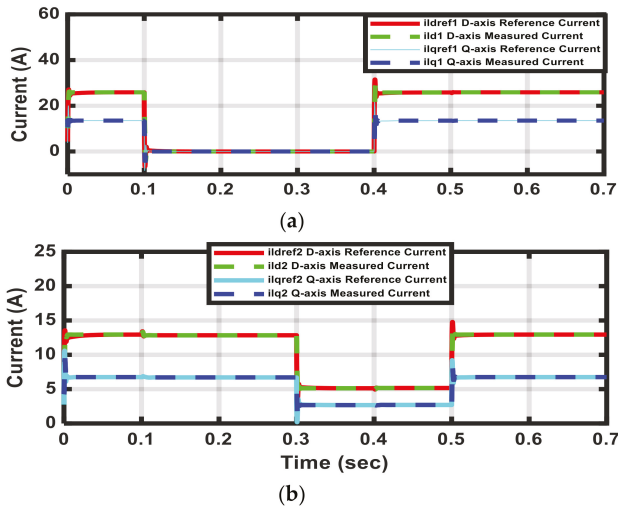 60
40
20
0
Current (A)
ildref1 D-axis Reference Current
ild1 D-axis Measured Current
ilqref1 Q-axis Reference Current
ilq1 Q-axis Measured Current
0 0.1 0.2 0.3 0.4 0.5 0.6 0.7
(a)
25
20
15
10
5
0
Current (A)
ildref2 D-axis Reference Current
ild2 D-axis Measured Current
ilqref2 Q-axis Reference Current
ilq2 Q-axis Measured Current
0 0.1 0.2 0.3 0.4 0.5 0.6 0.7
Time (sec)
(b)